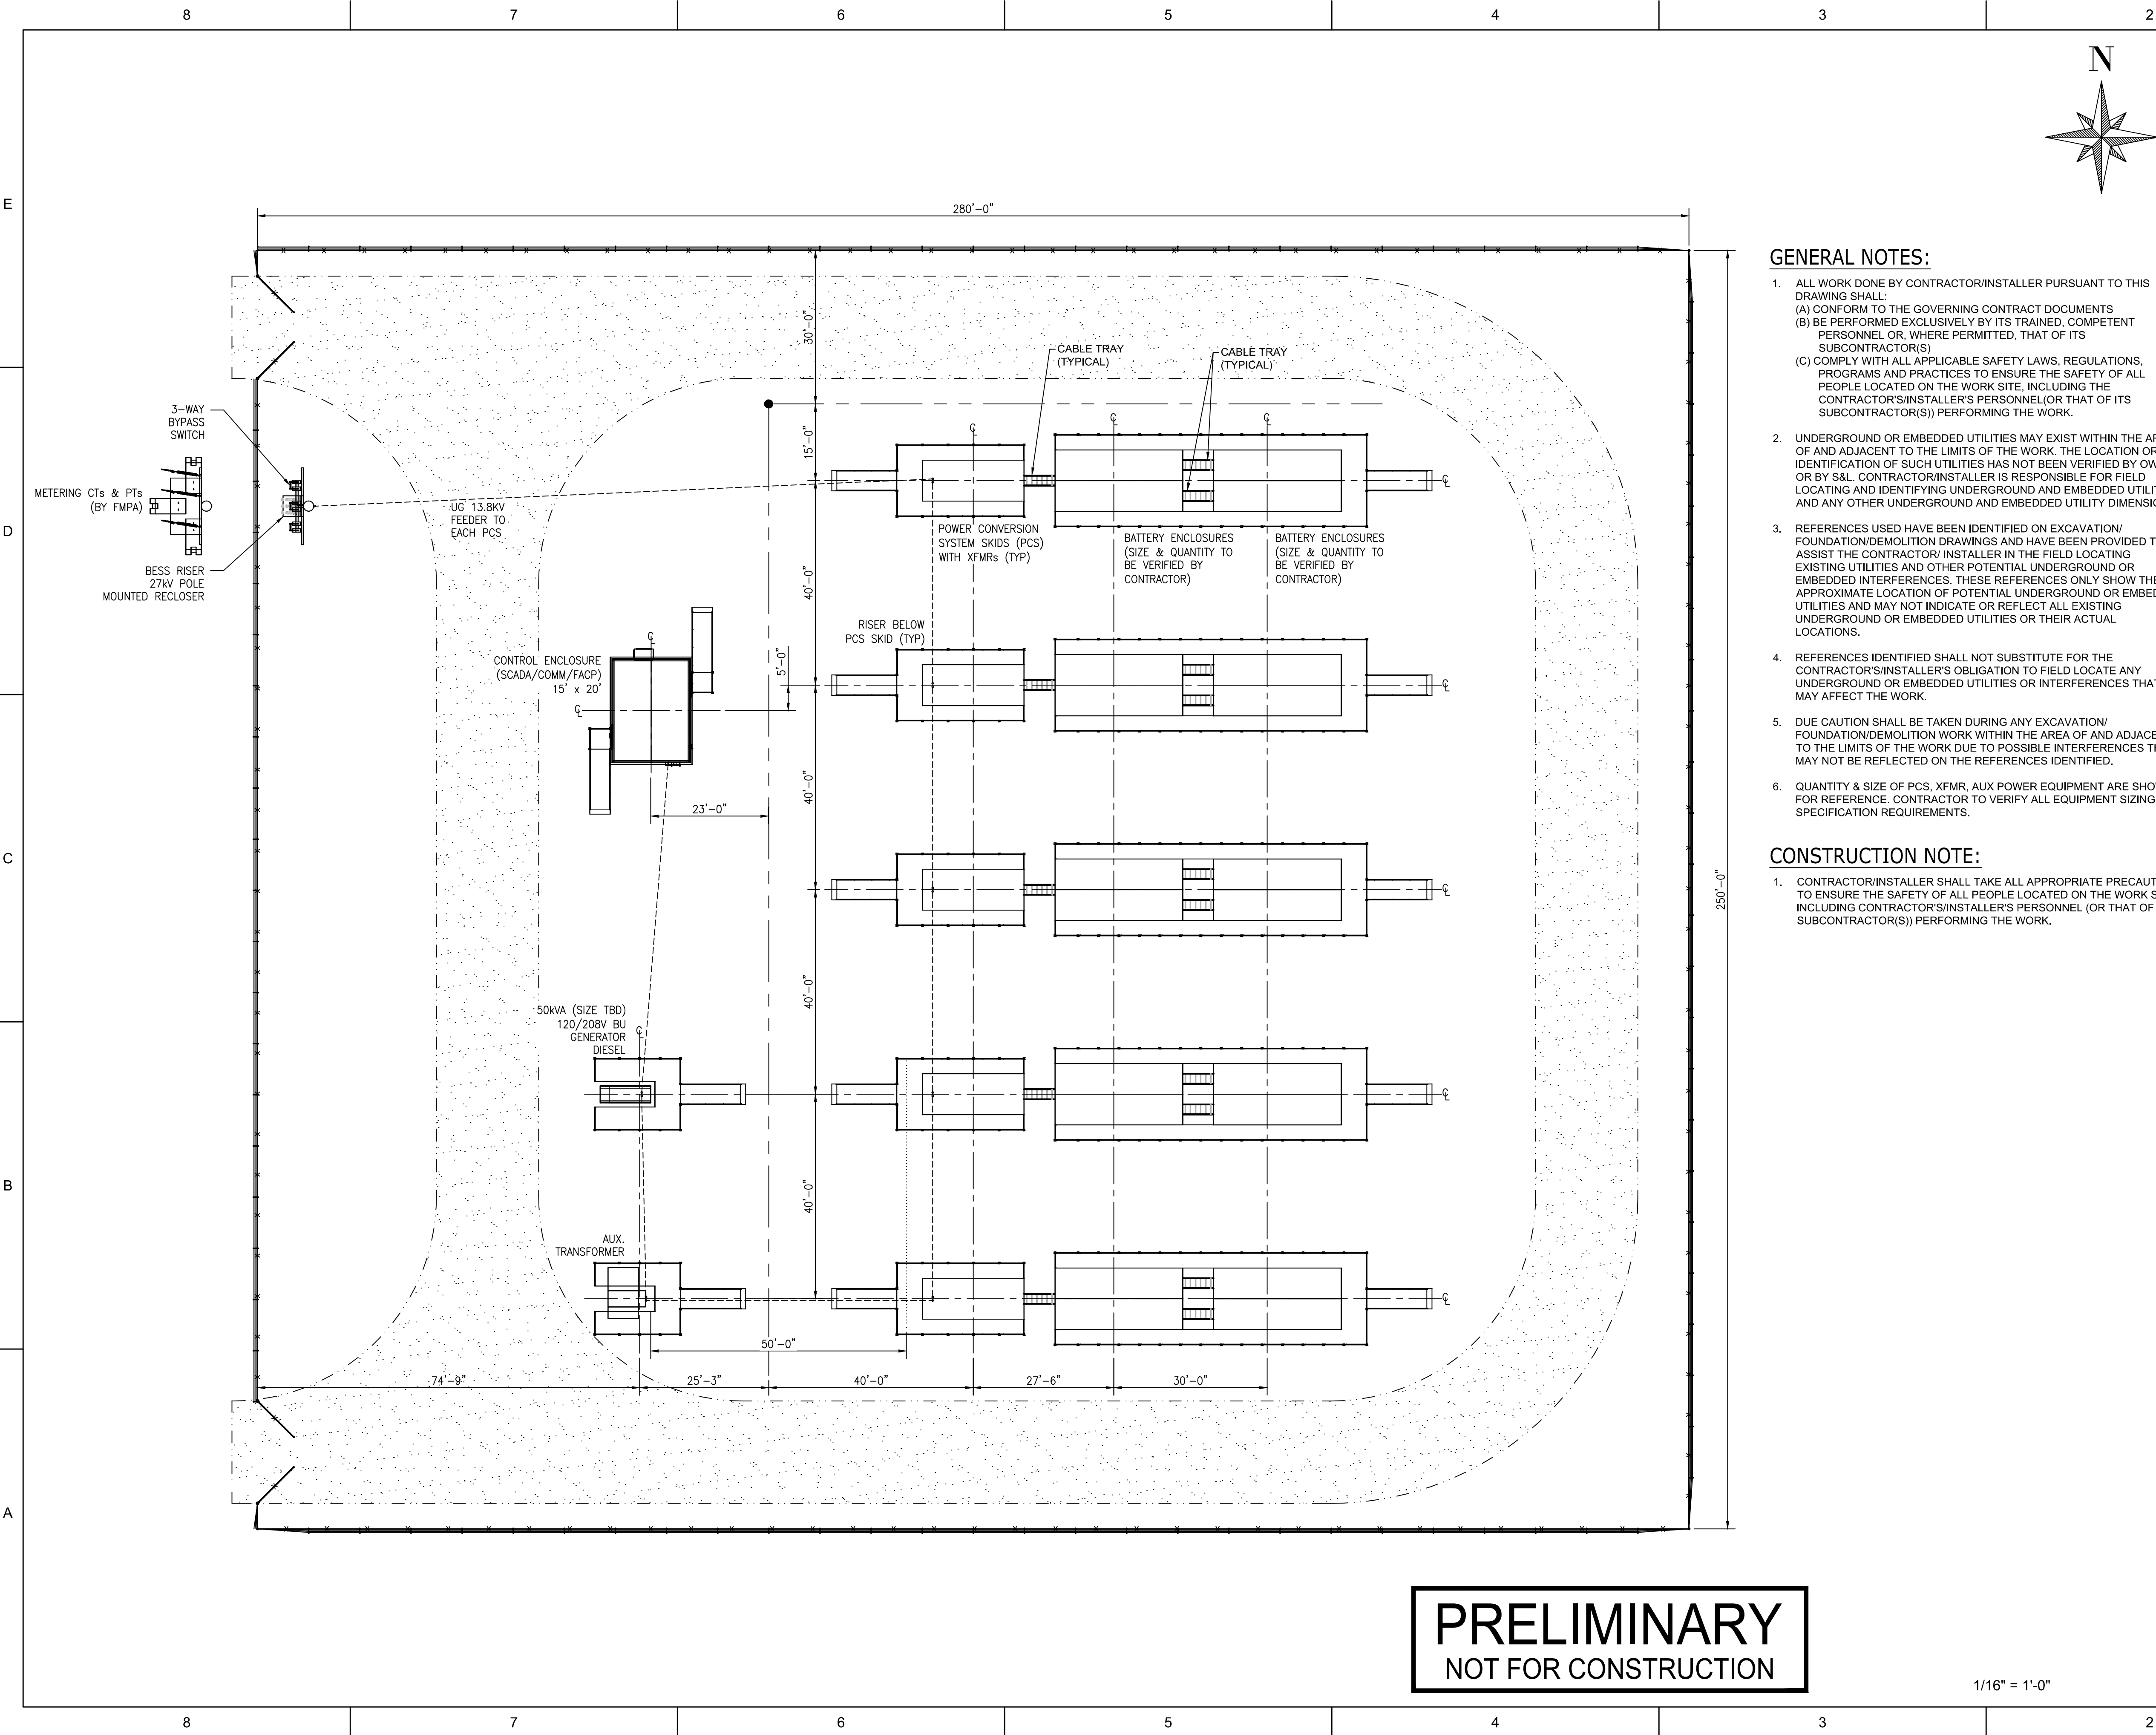 8 7 6 5 4 3 2
N
E
D
C
B
A
280'-0"
30'-0"
15'-0"
CABLE TRAY
(TYPICAL)
CABLE TRAY
(TYPICAL)
3-WAY
BYPASS
SWITCH
METERING CTs & PTs
(BY FMPA)
BESS RISER
27kV POLE
MOUNTED RECLOSER
UG 13.8KV
FEEDER TO
EACH PCS
POWER CONVERSION
SYSTEM SKIDS (PCS)
WITH XFMRs (TYP)
BATTERY ENCLOSURES
(SIZE & QUANTITY TO
BE VERIFIED BY
CONTRACTOR)
BATTERY ENCLOSURES
(SIZE & QUANTITY TO
BE VERIFIED BY
CONTRACTOR)
40'-0"
RISER BELOW
PCS SKID (TYP)
5'-0"
CONTROL ENCLOSURE
(SCADA/COMM/FACP)
15' x 20'
23'-0"
40'-0"
250'-0"
40'-0"
50kVA (SIZE TBD)
120/208V BU
GENERATOR
DIESEL
40'-0"
AUX.
TRANSFORMER
50'-0"
74'-9" 25'-3" 40'-0" 27'-6" 30'-0"
GENERAL NOTES:
1. ALL WORK DONE BY CONTRACTOR/INSTALLER PURSUANT TO THIS
DRAWING SHALL:
(A) CONFORM TO THE GOVERNING CONTRACT DOCUMENTS
(B) BE PERFORMED EXCLUSIVELY BY ITS TRAINED, COMPETENT
PERSONNEL OR, WHERE PERMITTED, THAT OF ITS
SUBCONTRACTOR(S)
(C) COMPLY WITH ALL APPLICABLE SAFETY LAWS, REGULATIONS,
PROGRAMS AND PRACTICES TO ENSURE THE SAFETY OF ALL
PEOPLE LOCATED ON THE WORK SITE, INCLUDING THE
CONTRACTOR'S/INSTALLER'S PERSONNEL(OR THAT OF ITS
SUBCONTRACTOR(S)) PERFORMING THE WORK.
2. UNDERGROUND OR EMBEDDED UTILITIES MAY EXIST WITHIN THE
OF AND ADJACENT TO THE LIMITS OF THE WORK. THE LOCATION OR
IDENTIFICATION OF SUCH UTILITIES HAS NOT BEEN VERIFIED BY
OR BY S&L. CONTRACTOR/INSTALLER IS RESPONSIBLE FOR FIELD
LOCATING AND IDENTIFYING UNDERGROUND AND EMBEDDED
AND ANY OTHER UNDERGROUND AND EMBEDDED UTILITY
3. REFERENCES USED HAVE BEEN IDENTIFIED ON EXCAVATION/
FOUNDATION/DEMOLITION DRAWINGS AND HAVE BEEN PROVIDED
ASSIST THE CONTRACTOR/ INSTALLER IN THE FIELD LOCATING
EXISTING UTILITIES AND OTHER POTENTIAL UNDERGROUND OR
EMBEDDED INTERFERENCES. THESE REFERENCES ONLY SHOW THE
APPROXIMATE LOCATION OF POTENTIAL UNDERGROUND OR
UTILITIES AND MAY NOT INDICATE OR REFLECT ALL EXISTING
UNDERGROUND OR EMBEDDED UTILITIES OR THEIR ACTUAL
LOCATIONS.
4. REFERENCES IDENTIFIED SHALL NOT SUBSTITUTE FOR THE
CONTRACTOR'S/INSTALLER'S OBLIGATION TO FIELD LOCATE ANY
UNDERGROUND OR EMBEDDED UTILITIES OR INTERFERENCES
MAY AFFECT THE WORK.
5. DUE CAUTION SHALL BE TAKEN DURING ANY EXCAVATION/
FOUNDATION/DEMOLITION WORK WITHIN THE AREA OF AND
TO THE LIMITS OF THE WORK DUE TO POSSIBLE INTERFERENCES
MAY NOT BE REFLECTED ON THE REFERENCES IDENTIFIED.
6. QUANTITY & SIZE OF PCS, XFMR, AUX POWER EQUIPMENT ARE
FOR REFERENCE. CONTRACTOR TO VERIFY ALL EQUIPMENT SIZING
SPECIFICATION REQUIREMENTS.
CONSTRUCTION NOTE:
1. CONTRACTOR/INSTALLER SHALL TAKE ALL APPROPRIATE
TO ENSURE THE SAFETY OF ALL PEOPLE LOCATED ON THE WORK
INCLUDING CONTRACTOR'S/INSTALLER'S PERSONNEL (OR THAT OF
SUBCONTRACTOR(S)) PERFORMING THE WORK.
PRELIMINARY
NOT FOR CONSTRUCTION
1/16" = 1'-0"
8 7 6 5 4 3 2